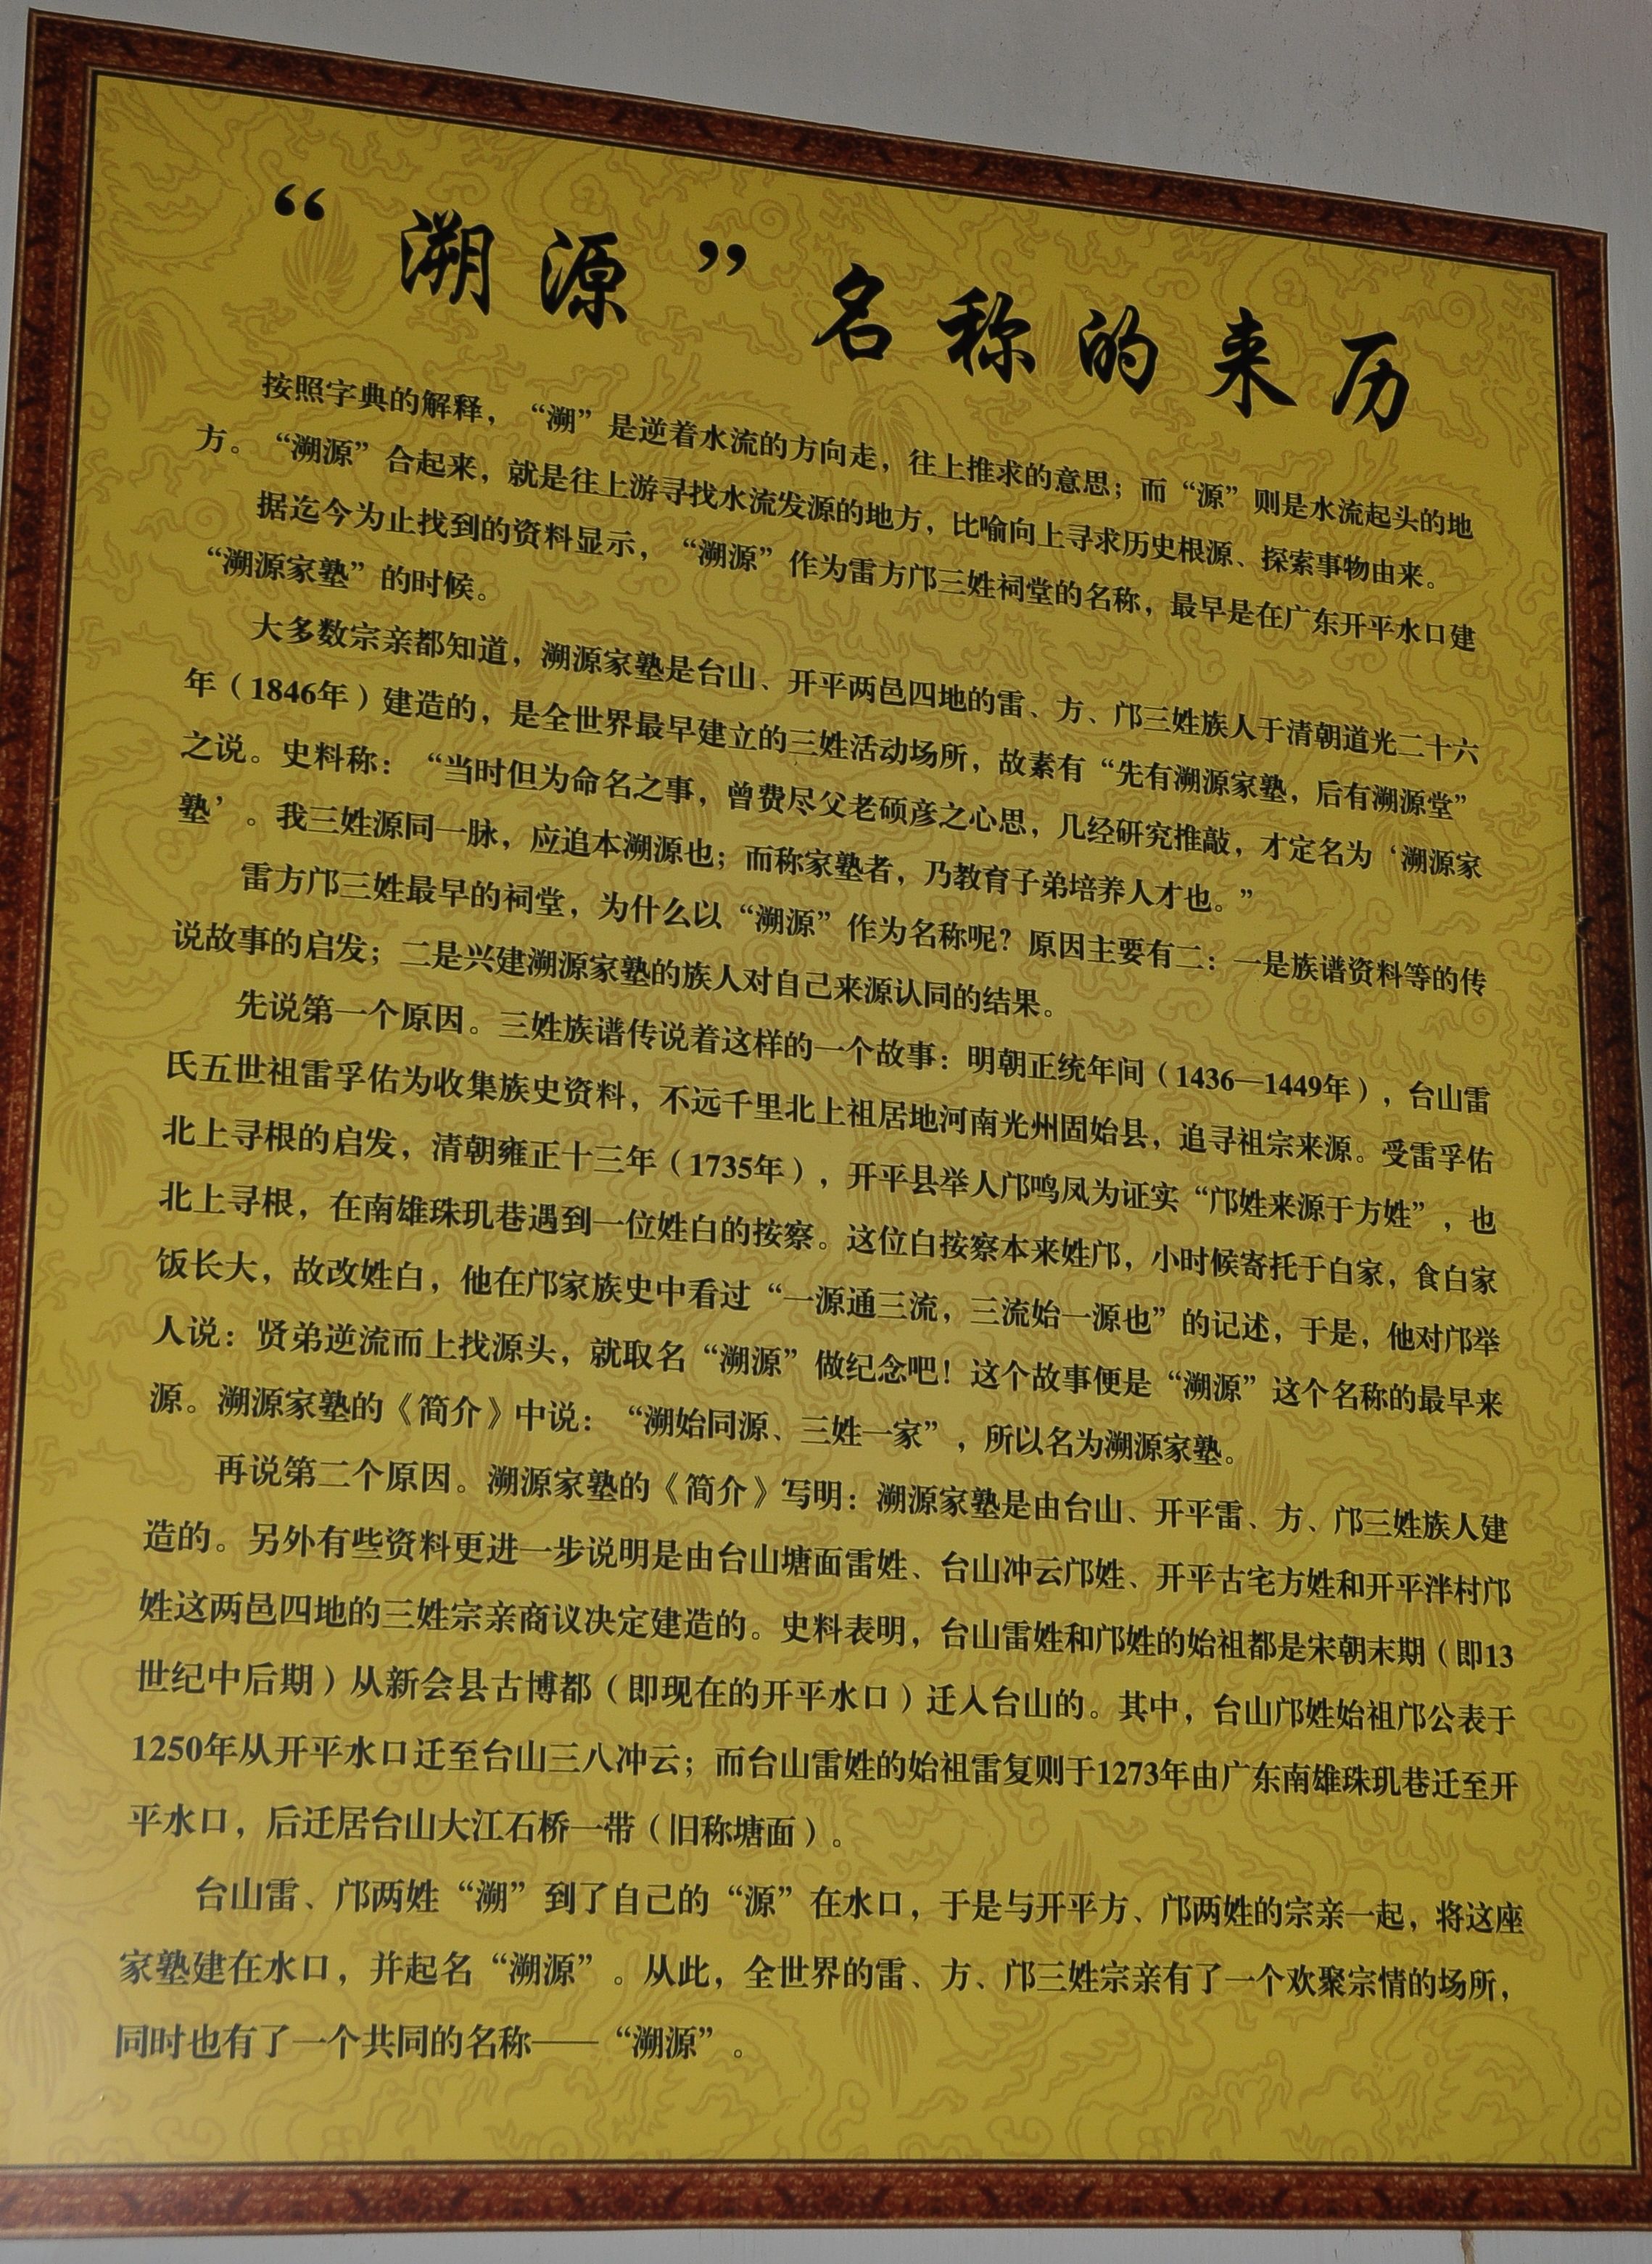 “溯源”名称的来历
按照字典的解释，“溯”是逆着水流的方向走，往上推求的意思；而“源”则是水流起头的地
方。“溯源”合起来，就是往上游寻找水流发源的地方，比喻向上寻求历史根源、探索事物由来。
据迄今为止找到的资料显示，“溯源”作为雷方邝三姓祠堂的名称，最早是在广东开平水口建
“溯源家塾”的时候。
大多数宗亲都知道，溯源家塾是台山、开平两邑四地的雷、方、邝三姓族人于清朝道光二十六
年（1846年）建造的，是全世界最早建立的三姓活动场所，故素有“先有溯源家塾，后有溯源堂”
之说。史料称：“当时但为命名之事，曾费尽父老硕彦之心思，几经研究推敲，才定名为‘溯源家
塾’。我三姓源同一脉，应追本溯源也；而称家塾者，乃教育子弟培养人才也。”
雷方邝三姓最早的祠堂，为什么以“溯源”作为名称呢？原因主要有二：一是族谱资料等的传
说故事的启发；二是兴建溯源家塾的族人对自己来源认同的结果。
先说第一个原因。三姓族谱传说着这样的一个故事：明朝正统年间（1436—1449年），台山雷
氏五世祖雷孚佑为收集族史资料，不远千里北上祖居地河南光州固始县，追寻祖宗来源。受雷孚佑
北上寻根的启发，清朝雍正十三年（1735年），开平县举人邝鸣凤为证实“邝姓来源于方姓”，也
北上寻根，在南雄珠玑巷遇到一位姓白的按察。这位白按察本来姓邝，小时候寄托于白家，食白家
饭长大，故改姓白，他在邝家族史中看过“一源通三流，三流始一源也”的记述，于是，他对邝举
人说：贤弟逆流而上找源头，就取名“溯源”做纪念吧！这个故事便是“溯源”这个名称的最早来
源。溯源家塾的《简介》中说：“溯始同源、三姓一家”，所以名为溯源家塾。
再说第二个原因。溯源家塾的《简介》写明：溯源家塾是由台山、开平雷、方、邝三姓族人建
造的。另外有些资料更进一步说明是由台山塘面雷姓、台山冲云邝姓、开平古宅方姓和开平泮村邝
姓这两邑四地的三姓宗亲商议决定建造的。史料表明，台山雷姓和邝姓的始祖都是宋朝末期（即13
世纪中后期）从新会县古博都（即现在的开平水口）迁入台山的。其中，台山邝姓始祖邝公表于
1250年从开平水口迁至台山三八冲云；而台山雷姓的始祖雷复则于1273年由广东南雄珠玑巷迁至开
平水口，后迁居台山大江石桥一带（旧称塘面）。
台山雷、邝两姓“溯”到了自己的“源”在水口，于是与开平方、邝两姓的宗亲一起，将这座
家塾建在水口，并起名“溯源”。从此，全世界的雷、方、邝三姓宗亲有了一个欢聚宗情的场所，
同时也有了一个共同的名称——“溯源”。